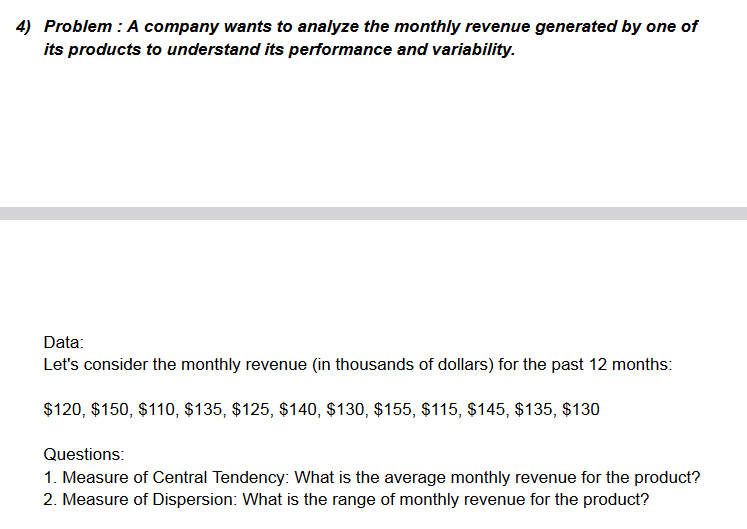 4) Problem : A company wants to analyze the monthly revenue generated by one of
its products to understand its performance and variability.
Data:
Let's consider the monthly revenue (in thousands of dollars) for the past 12 months:
$120, $150, $110, $135, $125, $140, $130, $155, $115, $145, $135, $130
Questions:
1. Measure of Central Tendency: What is the average monthly revenue for the product?
2. Measure of Dispersion: What is the range of monthly revenue for the product?